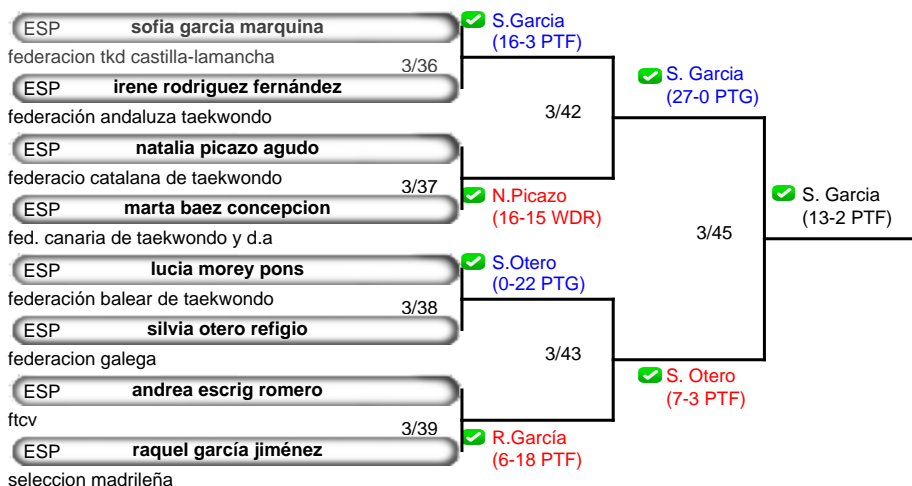 ESP sofia garcia marquina
federacion tkd castilla-lamancha
3/36
ESP irene rodriguez fernández
federación andaluza taekwondo
ESP natalia picazo agudo
federacio catalana de taekwondo
3/37
ESP marta baez concepcion
fed. canaria de taekwondo y d.a
ESP lucia morey pons
federación balear de taekwondo
3/38
ESP silvia otero refigio
federacion galega
ESP andrea escrig romero
ftcv
3/39
ESP raquel garcía jiménez
seleccion madrileña
S.Garcia
(16-3 PTF)
3/42
N.Picazo
(16-15 WDR)
S.Otero
(0-22 PTG)
3/43
R.García
(6-18 PTF)
S. Garcia
(27-0 PTG)
3/45
S. Otero
(7-3 PTF)
S. Garcia
(13-2 PTF)